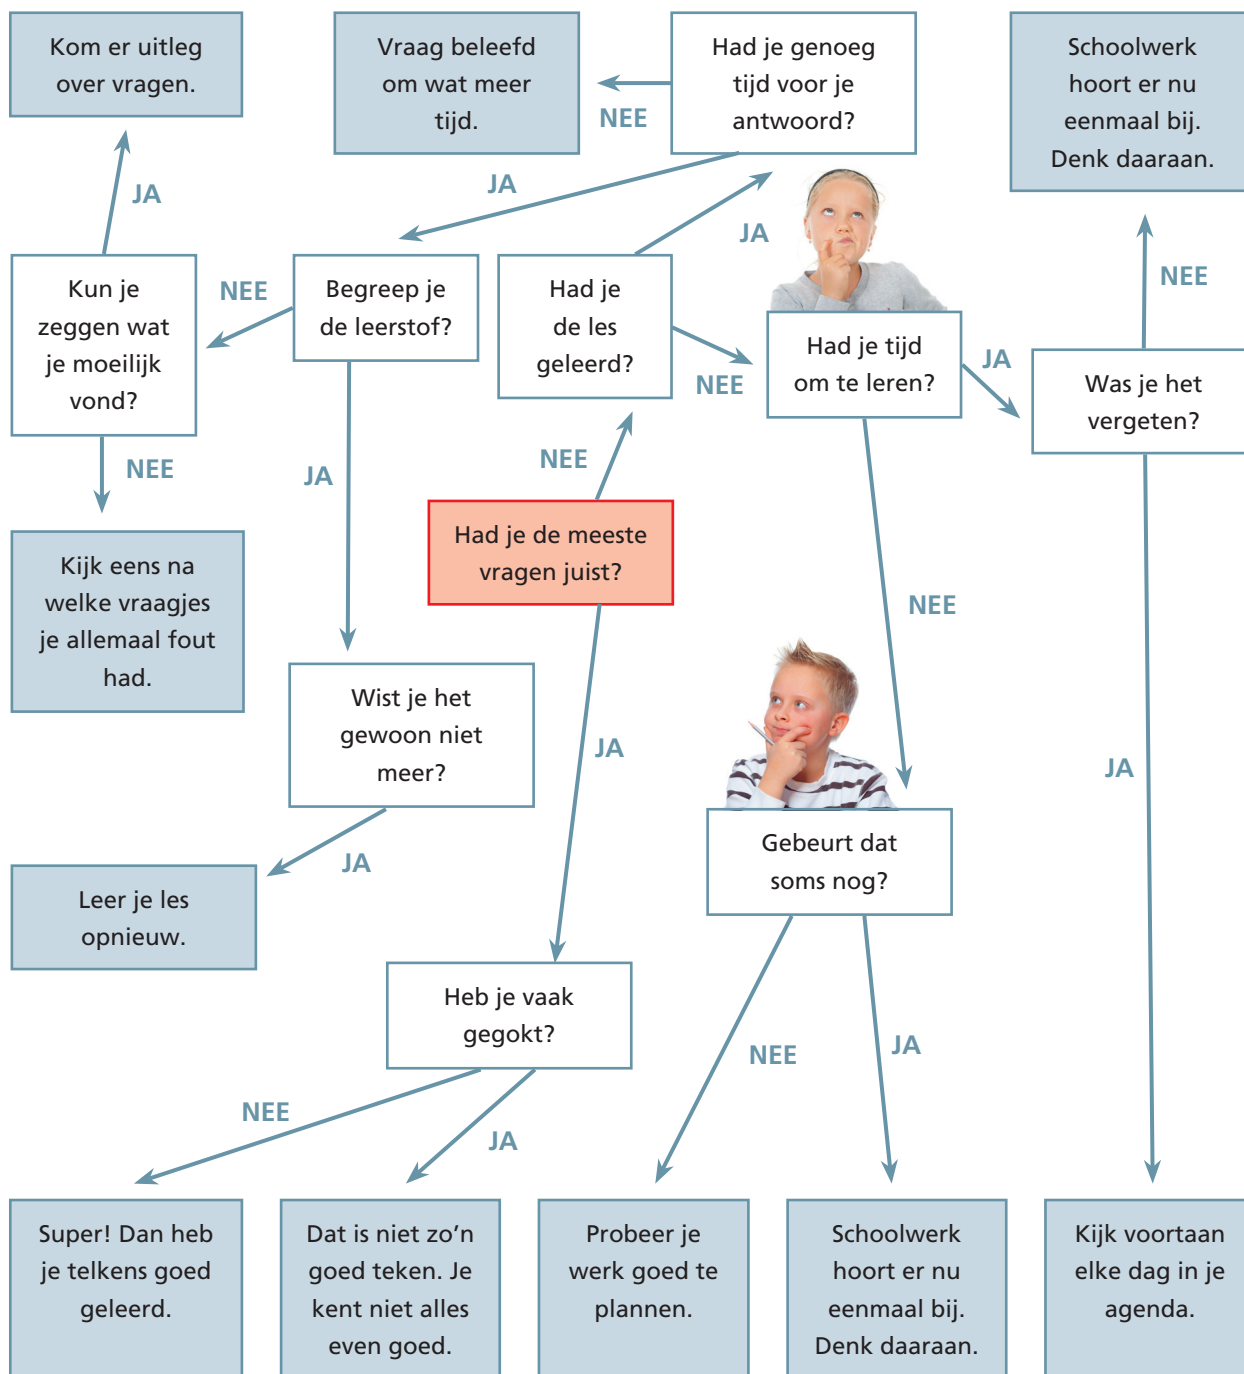 Kom er uitleg
over vragen.
Vraag beleefd
om wat meer
tijd.
NEE
Had je genoeg
tijd voor je
antwoord?
Schoolwerk
hoort er nu
eenmaal bij.
Denk daaraan.
JA
JA
JA
NEE
Kun je
zeggen wat
je moeilijk
vond?
NEE
Begreep je
de leerstof?
Had je
de les
geleerd?
NEE
Had je tijd
om te leren?
JA
Was je het
vergeten?
NEE
JA
NEE
Had je de meeste
vragen juist?
Kijk eens na
welke vraagjes
je allemaal fout
had.
NEE
Wist je het
gewoon niet
meer?
JA
JA
JA
Leer je les
opnieuw.
Gebeurt dat
soms nog?
Heb je vaak
gegokt?
NEE
JA
NEE
JA
Super! Dan heb
je telkens goed
geleerd.
Dat is niet zo’n
goed teken. Je
kent niet alles
even goed.
Probeer je
werk goed te
plannen.
Schoolwerk
hoort er nu
eenmaal bij.
Denk daaraan.
Kijk voortaan
elke dag in je
agenda.